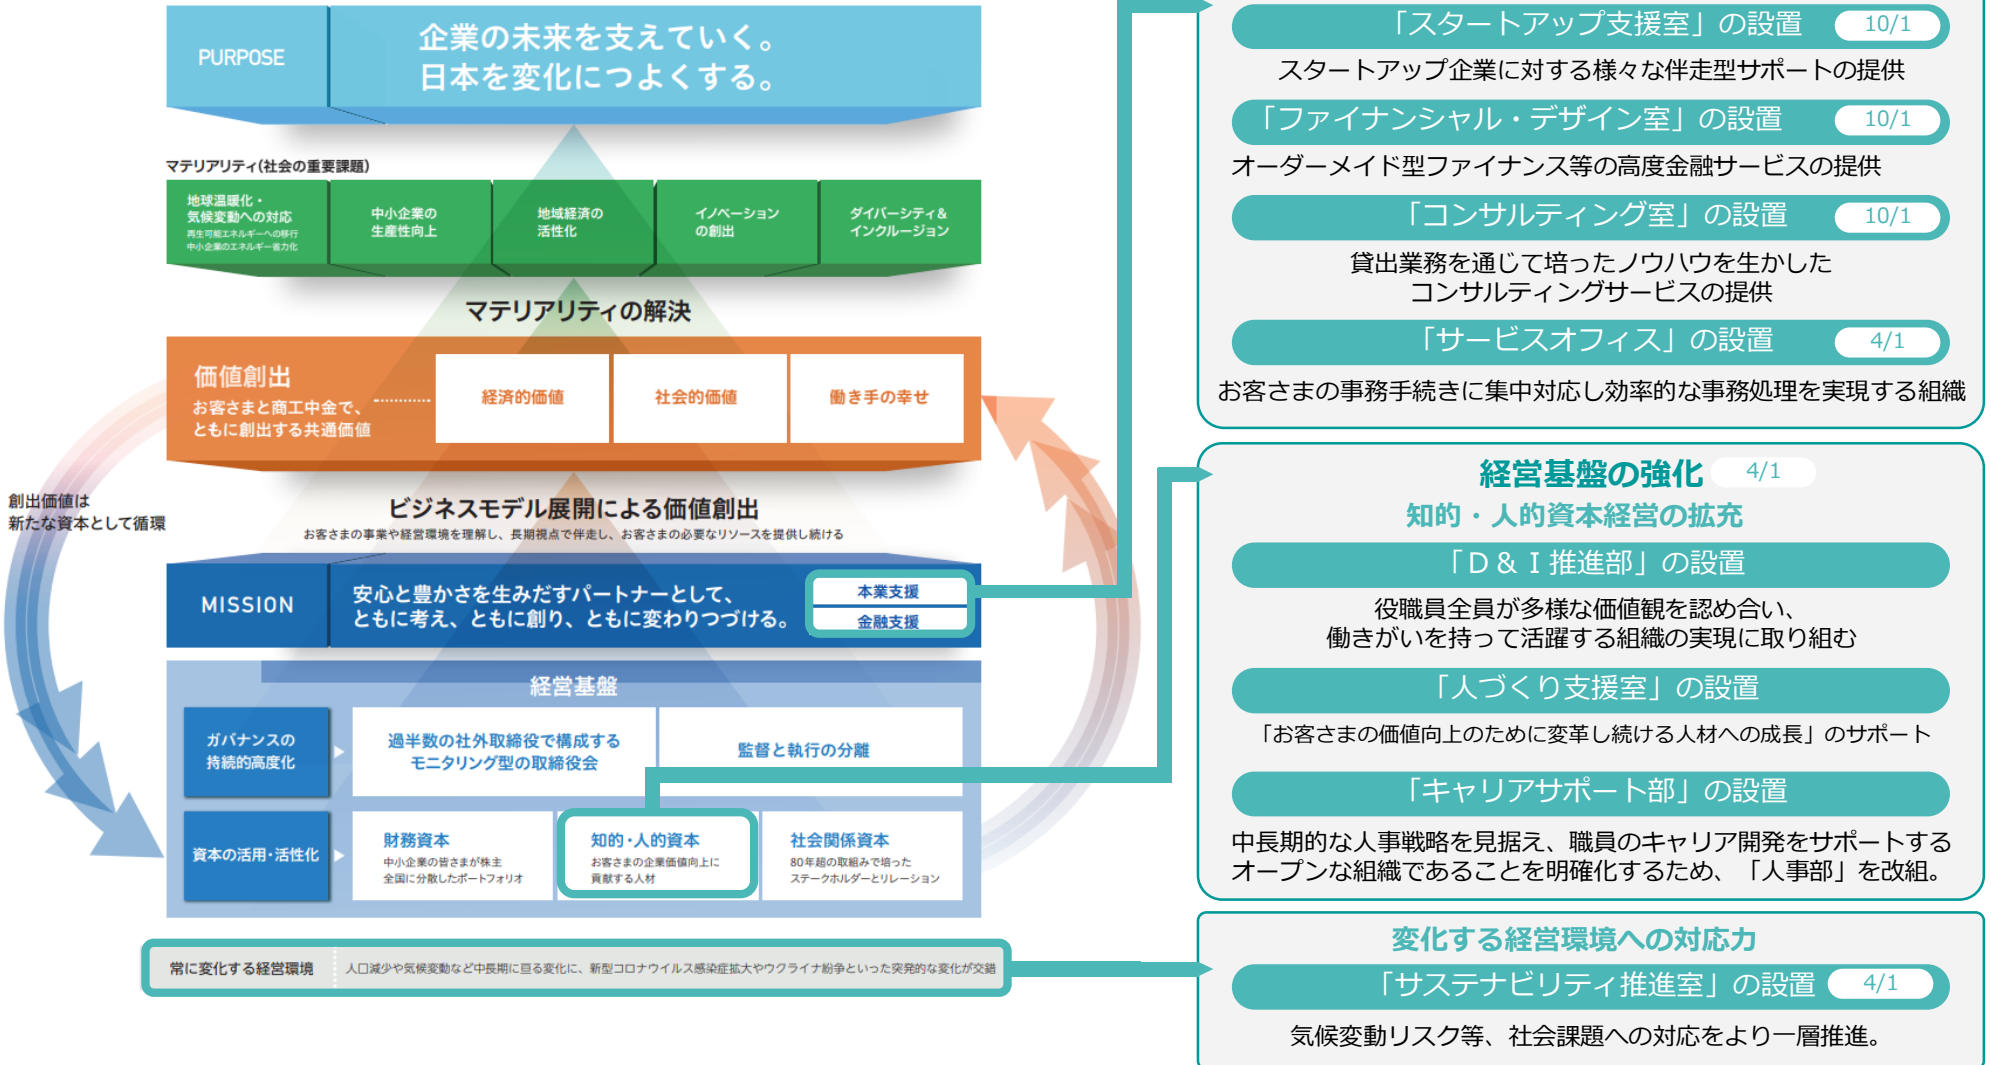 PURPOSE
企業の未来を支えていく。
日本を変化につよくする。
マテリアリティ(社会の重要課題)
地球温暖化・
気候変動への対応
再生可能エネルギーへの移行
中小企業のエネルギー省力化
中小企業の
生産性向上
地域経済の
活性化
イノベーション
の創出
ダイバーシティ&
インクルージョン
マテリアリティの解決
価値創出
お客さまと商工中金で、
ともに創出する共通価値
経済的価値
社会的価値
働き手の幸せ
創出価値は
新たな資本として循環
ビジネスモデル展開による価値創出
お客さまの事業や経営環境を理解し、長期視点で伴走し、お客さまの必要なリソースを提供し続ける
MISSION
安心と豊かさを生みだすパートナーとして、
ともに考え、ともに創り、ともに変わりつづける。
本業支援
金融支援
経営基盤
ガバナンスの
持続的高度化
過半数の社外取締役で構成する
モニタリング型の取締役会
監督と執行の分離
資本の活用・活性化
財務資本
中小企業の皆さまが株主
全国に分散したポートフォリオ
知的・人的資本
お客さまの企業価値向上に
貢献する人材
社会関係資本
80年超の取組みで培った
ステークホルダーとリレーション
常に変化する経営環境
人口減少や気候変動など中長期に亘る変化に、新型コロナウイルス感染症拡大やウクライナ紛争といった突発的な変化が交錯
「スタートアップ支援室」の設置 10/1
スタートアップ企業に対する様々な伴走型サポートの提供
「ファイナンシャル・デザイン室」の設置 10/1
オーダーメイド型ファイナンス等の高度金融サービスの提供
「コンサルティング室」の設置 10/1
貸出業務を通じて培ったノウハウを生かした
コンサルティングサービスの提供
「サービスオフィス」の設置 4/1
お客さまの事務手続きに集中対応し効率的な事務処理を実現する組織
経営基盤の強化 4/1
知的・人的資本経営の拡充
「D&I推進部」の設置
役職員全員が多様な価値観を認め合い、
働きがいを持って活躍する組織の実現に取り組む
「人づくり支援室」の設置
「お客さまの価値向上のために変革し続ける人材への成長」のサポート
「キャリアサポート部」の設置
中長期的な人事戦略を見据え、職員のキャリア開発をサポートする
オープンな組織であることを明確化するため、「人事部」を改組。
変化する経営環境への対応力
「サステナビリティ推進室」の設置 4/1
気候変動リスク等、社会課題への対応をより一層推進。